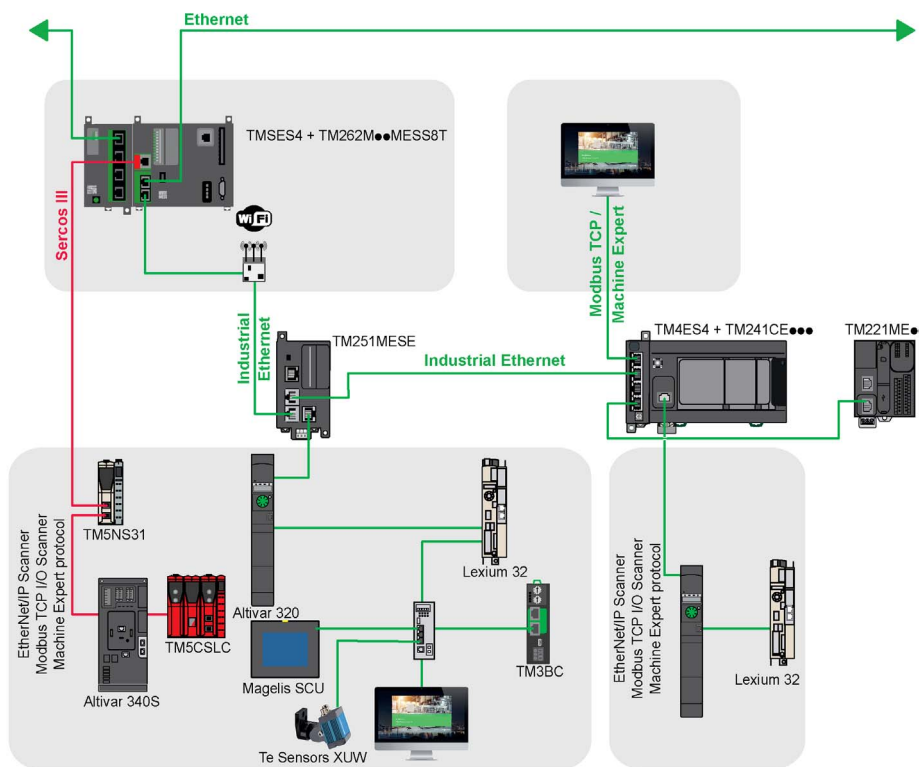 Ethernet
TMSES4 + TM262M●●MESS8T
Sercos III
WiFi
Modbus TCP /
Machine Expert
TM251MESE
TM4ES4 + TM241CE●●●
TM221ME●
Industrial
Ethernet
Industrial Ethernet
TM5NS31
EtherNet/IP Scanner
Modbus TCP I/O Scanner
Machine Expert protocol
Altivar 340S
TM5CSLC
Altivar 320
Lexium 32
Magelis SCU
TM3BC
Te Sensors XUW
EtherNet/IP Scanner
Modbus TCP I/O Scanner
Machine Expert protocol
Lexium 32